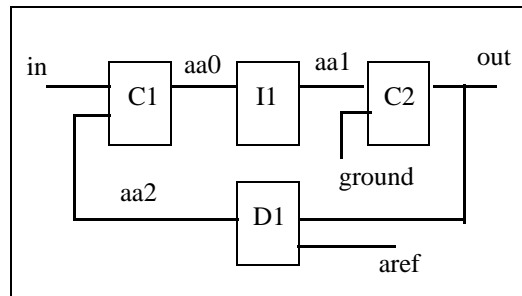 in
aa0
aa1
out
C1
I1
C2
ground
aa2
D1
aref